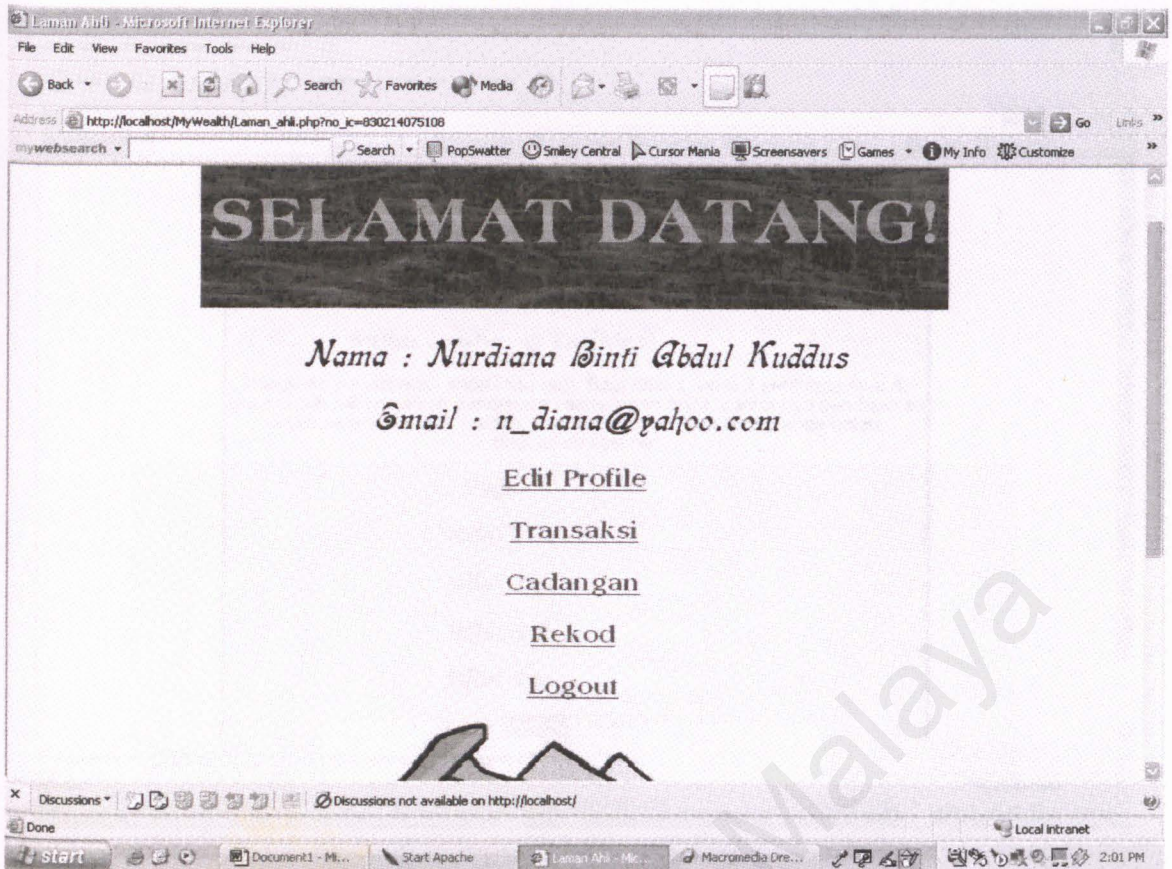 Laman Ahli - Microsoft Internet Explorer
File Edit View Favorites Tools Help
Back Search Favorites Media
Address http://localhost/MyWealth/Laman_ahli.php?no_ic=830214075108 Go Links »
mywebsearch Search PopSwatter Smiley Central Cursor Mania Screensavers Games My Info Customize »
SELAMAT DATANG!
Nama : Nurdiana Binti Abdul Kuddus
Email : n_diana@yahoo.com
Edit Profile
Transaksi
Cadangan
Rekod
Logout
× Discussions Discussions not available on http://localhost/
Done Local intranet
start Document1 - Mi... Start Apache Laman Ahli - Mic... Macromedia Dre... 2:01 PM
Malaya